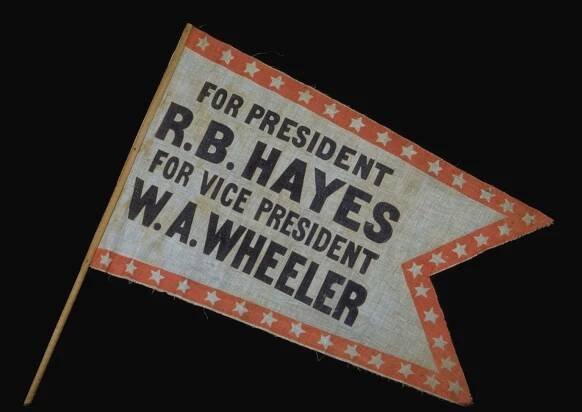 FOR PRESIDENT
R.B. HAYES
FOR VICE PRESIDENT
W.A. WHEELER